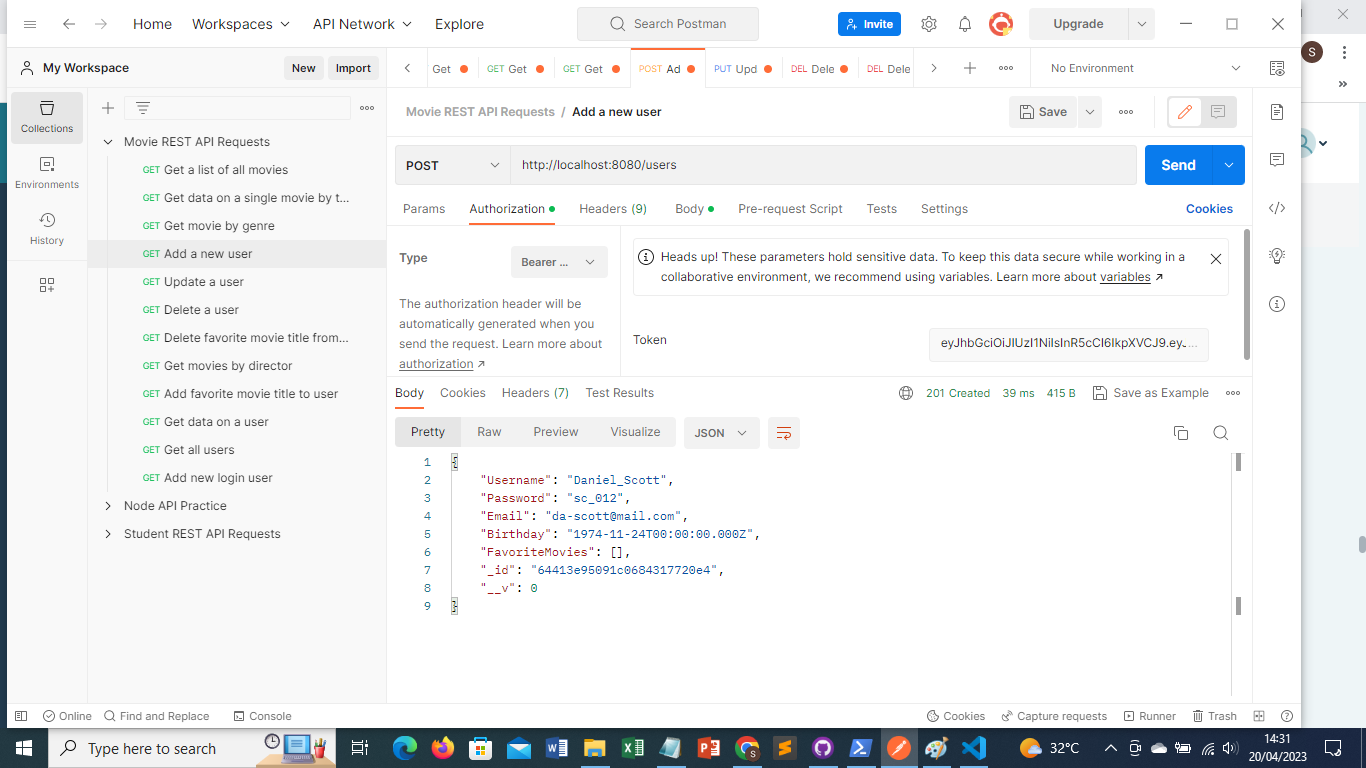 Home Workspaces API Network Explore Search Postman Invite Upgrade
My Workspace New Import
Get GET Get GET Get POST Ad PUT Upd DEL Dele DEL Dele No Environment
S
Collections
Environments
History
Movie REST API Requests
GET Get a list of all movies
GET Get data on a single movie by t...
GET Get movie by genre
GET Add a new user
GET Update a user
GET Delete a user
GET Delete favorite movie title from...
GET Get movies by director
GET Add favorite movie title to user
GET Get data on a user
GET Get all users
GET Add new login user
Node API Practice
Student REST API Requests
Movie REST API Requests / Add a new user Save
POST http://localhost:8080/users Send
Params Authorization Headers (9) Body Pre-request Script Tests Settings Cookies
Type Bearer ...
The authorization header will be
automatically generated when you
send the request. Learn more about
authorization ↗
Heads up! These parameters hold sensitive data. To keep this data secure while working in a
collaborative environment, we recommend using variables. Learn more about variables ↗
Token eyJhbGciOiJIUzI1NiIsInR5cCI6IkpXVCJ9.eyJ...
Body Cookies Headers (7) Test Results 201 Created 39 ms 415 B Save as Example
Pretty Raw Preview Visualize JSON
1 {
2 "Username": "Daniel_Scott",
3 "Password": "sc_012",
4 "Email": "da-scott@mail.com",
5 "Birthday": "1974-11-24T00:00:00.000Z",
6 "FavoriteMovies": [],
7 "_id": "64413e95091c0684317720e4",
8 "__v": 0
9 }
Online Find and Replace Console Cookies Capture requests Runner Trash
Type here to search 32°C 14:31
20/04/2023